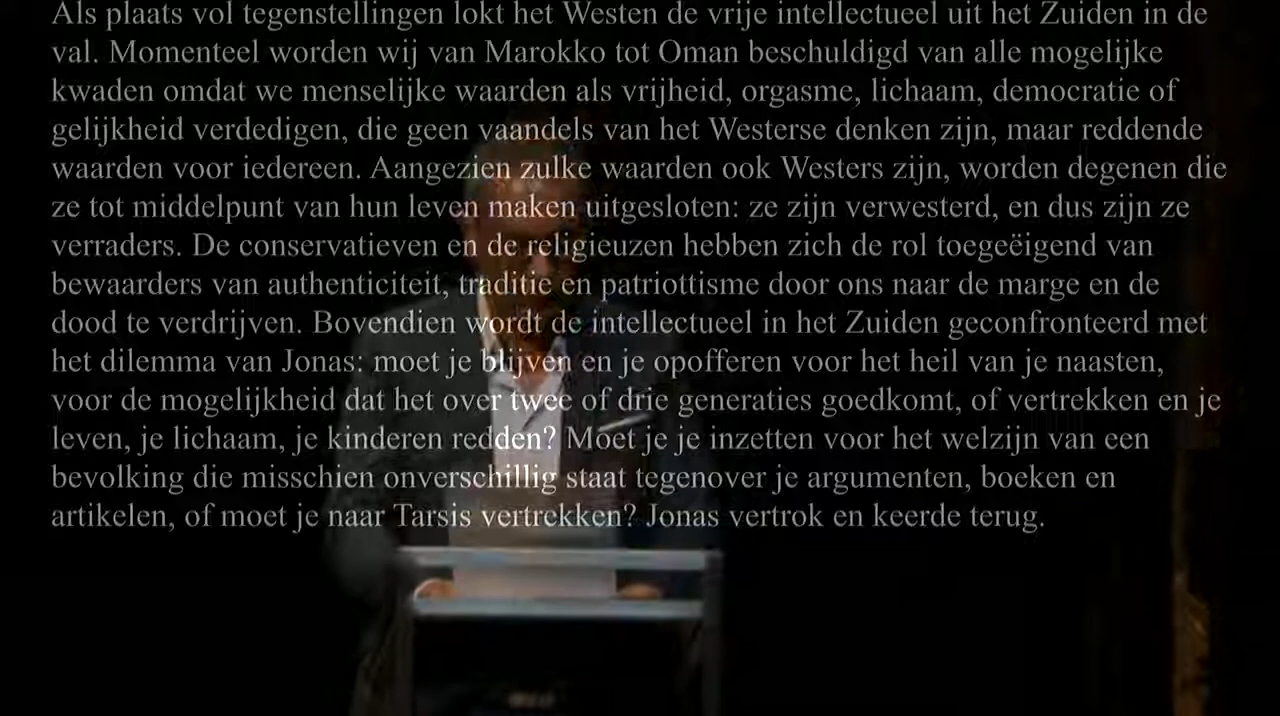 Als plaats vol tegenstellingen lokt het Westen de vrije intellectueel uit het Zuiden in de
val. Momenteel worden wij van Marokko tot Oman beschuldigd van alle mogelijke
kwaden omdat we menselijke waarden als vrijheid, orgasme, lichaam, democratie of
gelijkheid verdedigen, die geen vaandels van het Westerse denken zijn, maar reddende
waarden voor iedereen. Aangezien zulke waarden ook Westers zijn, worden degenen die
ze tot middelpunt van hun leven maken uitgesloten: ze zijn verwesterd, en dus zijn ze
verraders. De conservatieven en de religieuzen hebben zich de rol toegeëigend van
bewaarders van authenticiteit, traditie en patriottisme door ons naar de marge en de
dood te verdrijven. Bovendien wordt de intellectueel in het Zuiden geconfronteerd met
het dilemma van Jonas: moet je blijven en je opofferen voor het heil van je naasten,
voor de mogelijkheid dat het over twee of drie generaties goedkomt, of vertrekken en je
leven, je lichaam, je kinderen redden? Moet je je inzetten voor het welzijn van een
bevolking die misschien onverschillig staat tegenover je argumenten, boeken en
artikelen, of moet je naar Tarsis vertrekken? Jonas vertrok en keerde terug.